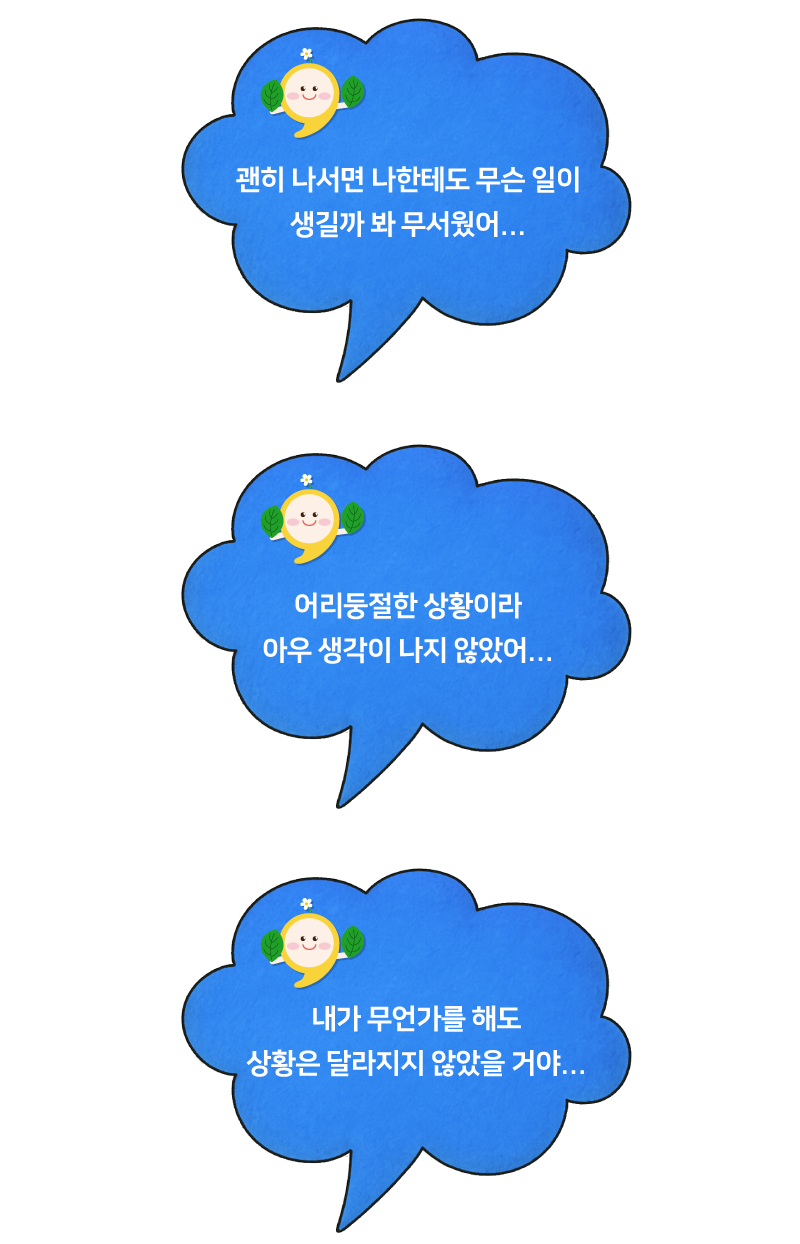 괜히 나서면 나한테도 무슨 일이
생길까 봐 무서웠어...
어리둥절한 상황이라
아우 생각이 나지 않았어...
내가 무언가를 해도
상황은 달라지지 않았을 거야...